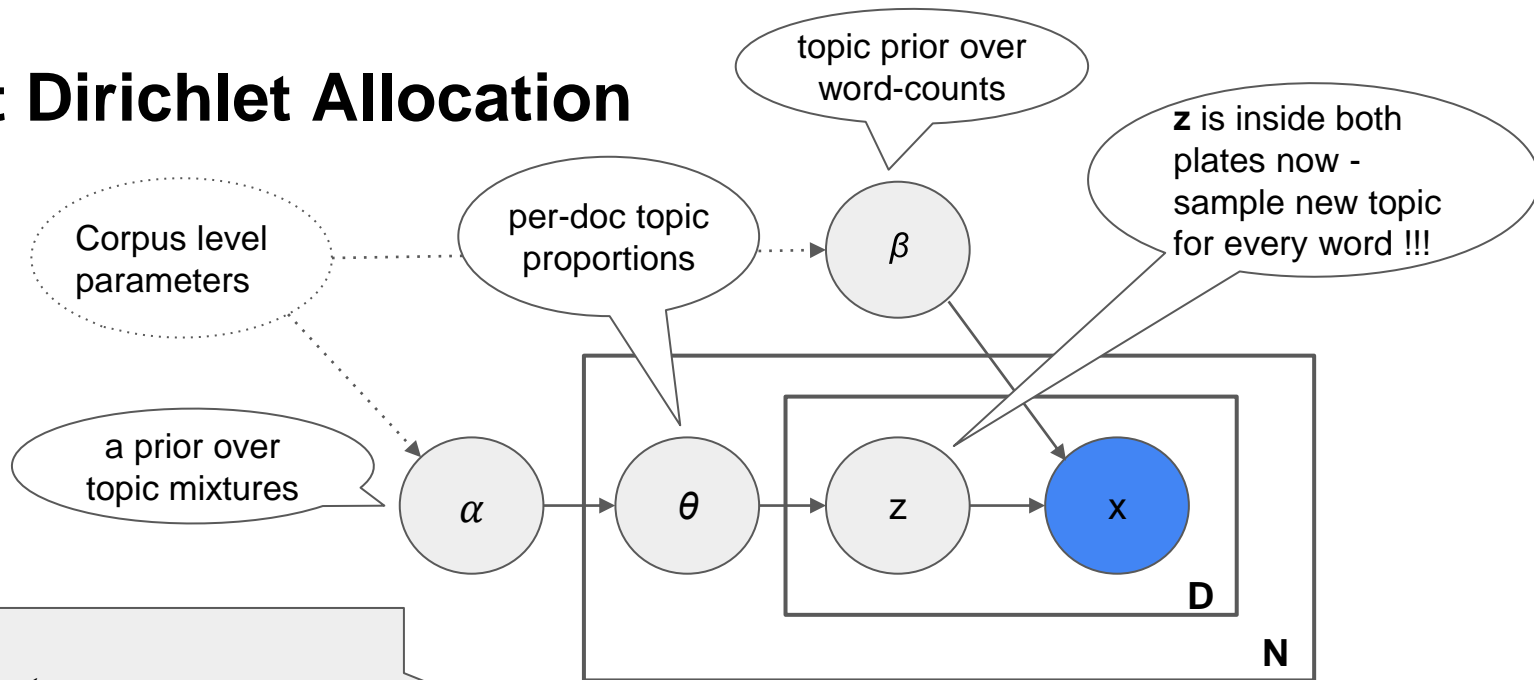 Dirichlet Allocation
topic prior over
word-counts
z is inside both
plates now -
sample new topic
for every word !!!
Corpus level
parameters
per-doc topic
proportions
β
a prior over
topic mixtures
α
θ
z
x
D
N